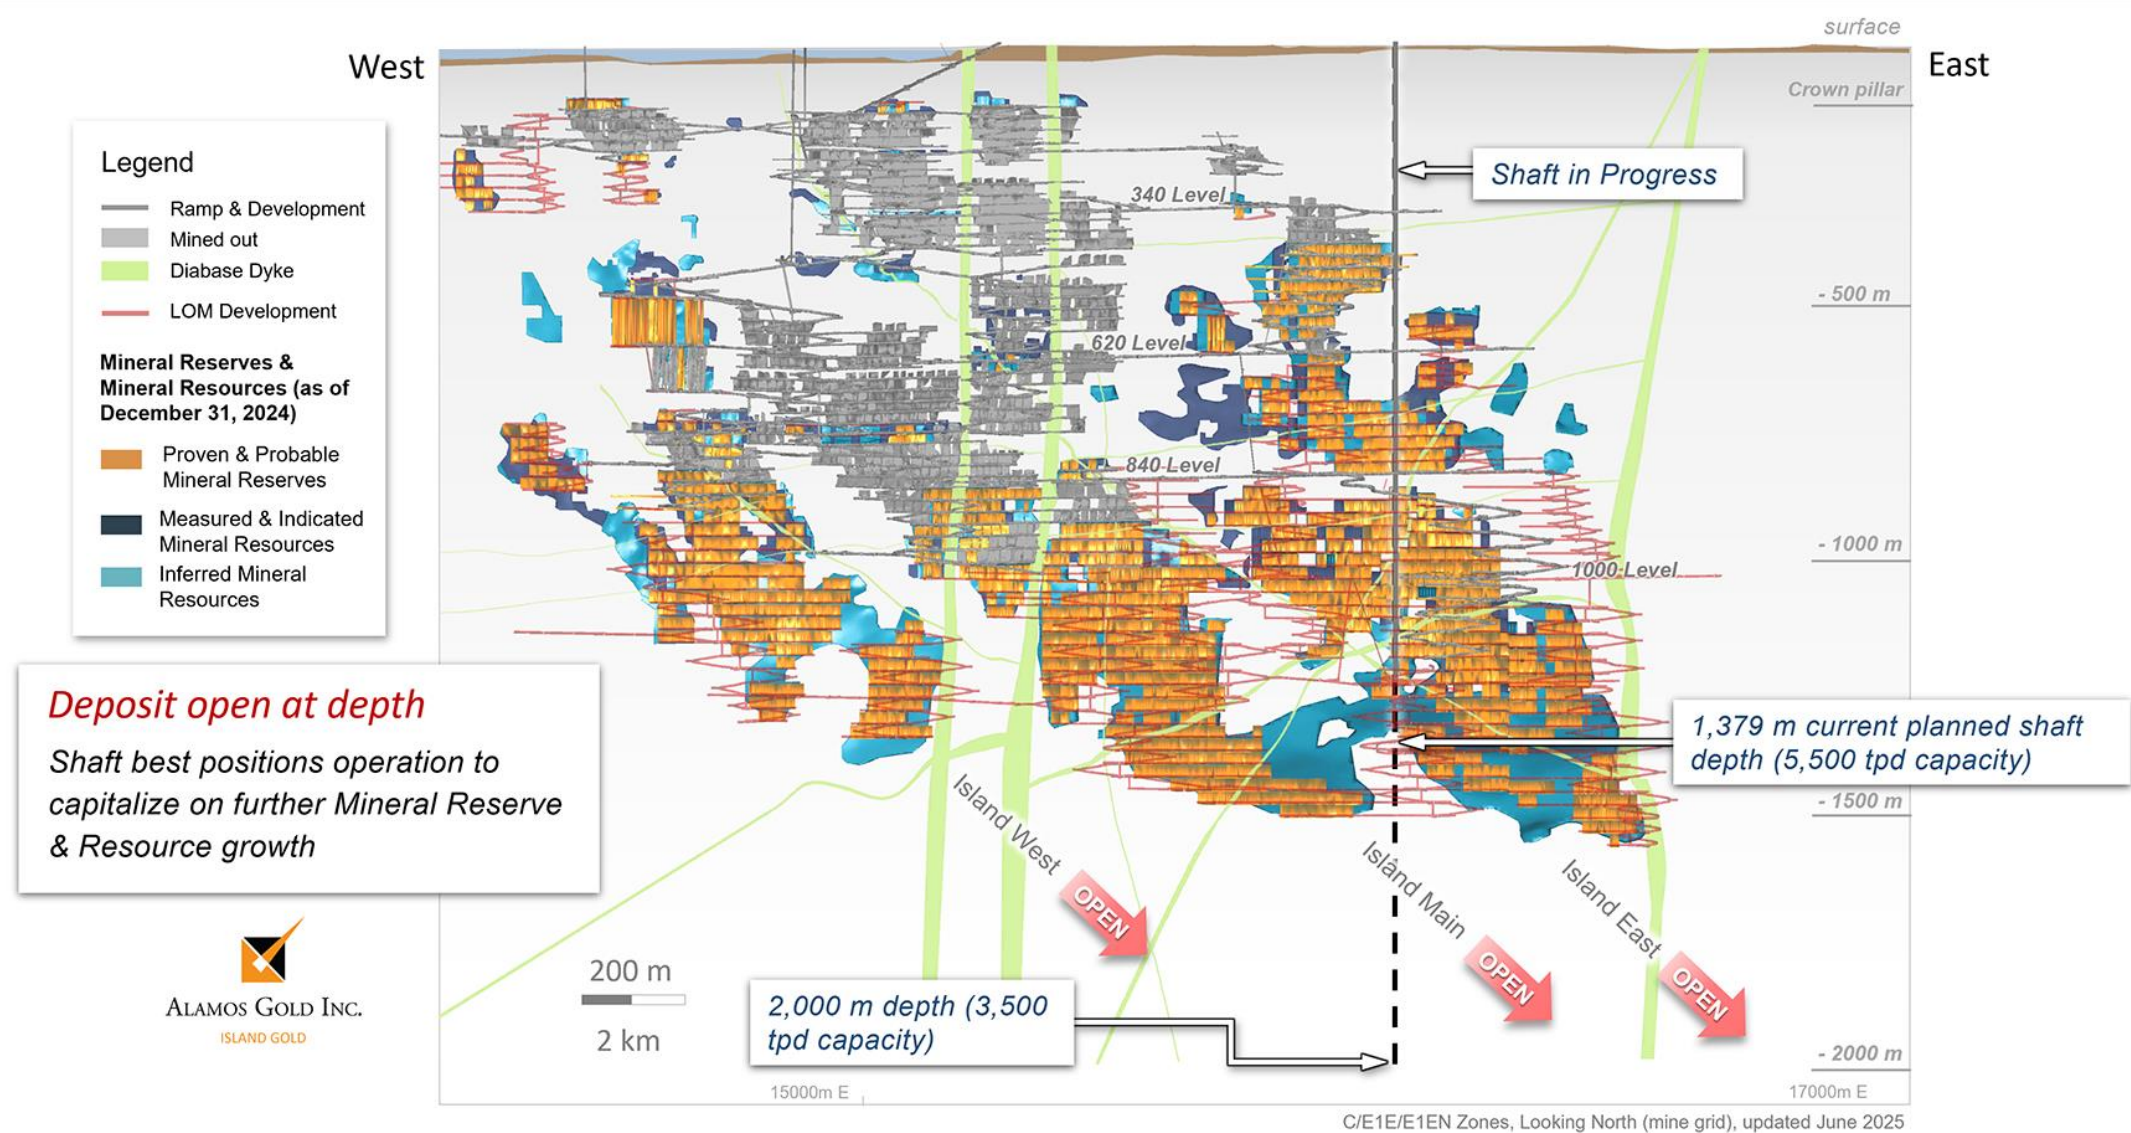 surface
West
East
Crown pillar
Legend
Ramp & Development
Mined out
Diabase Dyke
LOM Development
Mineral Reserves &
Mineral Resources (as of
December 31, 2024)
Proven & Probable
Mineral Reserves
Measured & Indicated
Mineral Resources
Inferred Mineral
Resources
Shaft in Progress
340 Level
- 500 m
620 Level
840 Level
- 1000 m
1000 Level
Deposit open at depth
Shaft best positions operation to
capitalize on further Mineral Reserve
& Resource growth
1,379 m current planned shaft
depth (5,500 tpd capacity)
- 1500 m
Island West
OPEN
Island Main
OPEN
Island East
OPEN
ALAMOS GOLD INC.
ISLAND GOLD
200 m
2 km
2,000 m depth (3,500
tpd capacity)
- 2000 m
15000m E
17000m E
C/E1E/E1EN Zones, Looking North (mine grid), updated June 2025